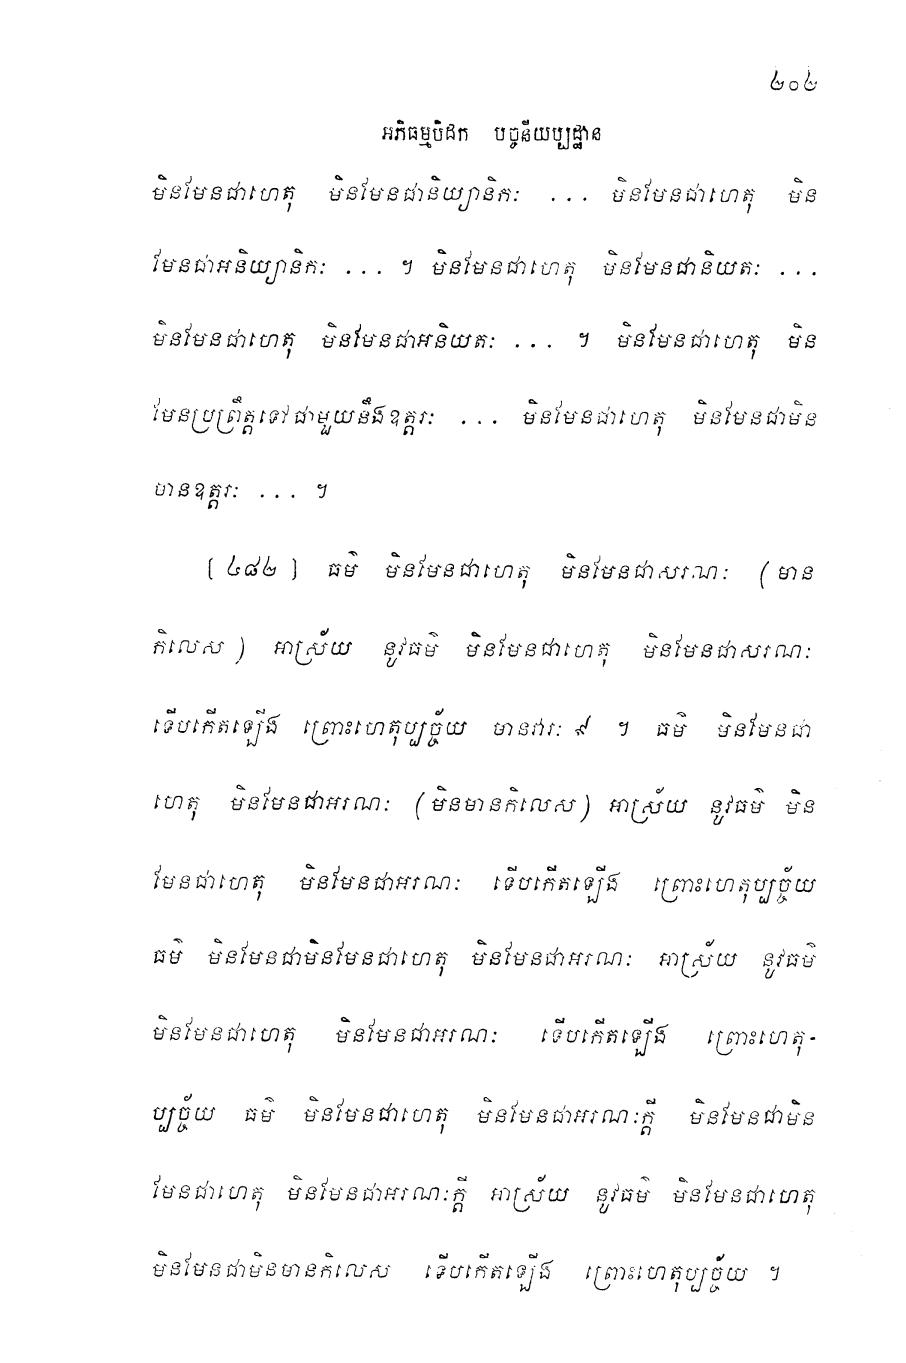 ២០២
អភិធម្មបិដក បច្ចនីយប្បដ្ឋាន
មិនមែនជាហេតុ មិនមែនជានិយ្យានិកៈ ... មិនមែនជាហេតុ មិន
មែនជាអនិយ្យានិកៈ ... ។ មិនមែនជាហេតុ មិនមែនជានិយតៈ ...
មិនមែនជាហេតុ មិនមែនជាអនិយតៈ ... ។ មិនមែនជាហេតុ មិន
មែនប្រព្រឹត្តទៅជាមួយនឹងឧត្តរៈ ... មិនមែនជាហេតុ មិនមែនជាមិន
មានឧត្តរៈ ... ។
[ ៤៨២ ] ធម៌ មិនមែនជាហេតុ មិនមែនជាសរណៈ (មាន
កិលេស) អាស្រ័យ នូវធម៌ មិនមែនជាហេតុ មិនមែនជាសរណៈ
ទើបកើតឡើង ព្រោះហេតុប្បច្ច័យ មានវារៈ ៩ ។ ធម៌ មិនមែនជា
ហេតុ មិនមែនជាអរណៈ (មិនមានកិលេស) អាស្រ័យ នូវធម៌ មិន
មែនជាហេតុ មិនមែនជាអរណៈ ទើបកើតឡើង ព្រោះហេតុប្បច្ច័យ
ធម៌ មិនមែនជាមិនមែនជាហេតុ មិនមែនជាអរណៈ អាស្រ័យ នូវធម៌
មិនមែនជាហេតុ មិនមែនជាអរណៈ ទើបកើតឡើង ព្រោះហេតុ-
ប្បច្ច័យ ធម៌ មិនមែនជាហេតុ មិនមែនជាអរណៈក្តី មិនមែនជាមិន
មែនជាហេតុ មិនមែនជាអរណៈក្តី អាស្រ័យ នូវធម៌ មិនមែនជាហេតុ
មិនមែនជាមិនមានកិលេស ទើបកើតឡើង ព្រោះហេតុប្បច្ច័យ ។